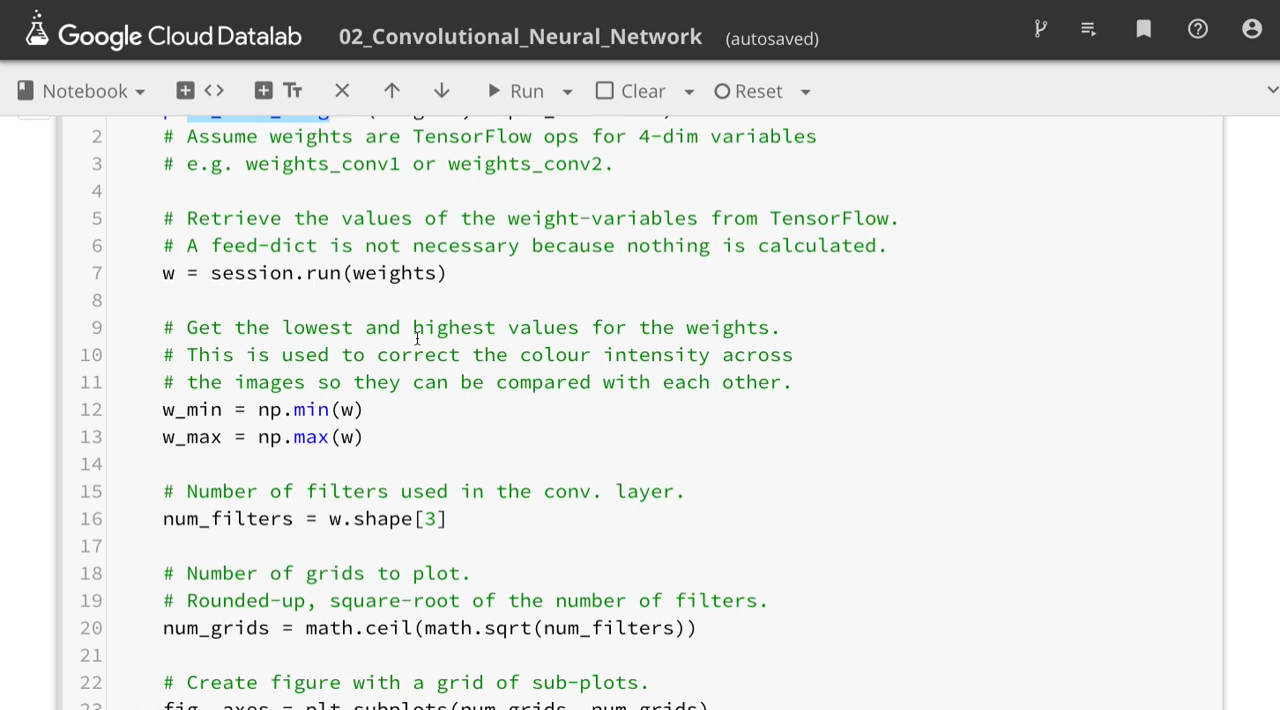 Google Cloud Datalab 02_Convolutional_Neural_Network (autosaved)
Notebook Run Clear Reset
2 # Assume weights are TensorFlow ops for 4-dim variables
3 # e.g. weights_conv1 or weights_conv2.
4
5 # Retrieve the values of the weight-variables from TensorFlow.
6 # A feed-dict is not necessary because nothing is calculated.
7 w = session.run(weights)
8
9 # Get the lowest and highest values for the weights.
10 # This is used to correct the colour intensity across
11 # the images so they can be compared with each other.
12 w_min = np.min(w)
13 w_max = np.max(w)
14
15 # Number of filters used in the conv. layer.
16 num_filters = w.shape[3]
17
18 # Number of grids to plot.
19 # Rounded-up, square-root of the number of filters.
20 num_grids = math.ceil(math.sqrt(num_filters))
21
22 # Create figure with a grid of sub-plots.
23 fig, axes = plt.subplots(num_grids, num_grids)